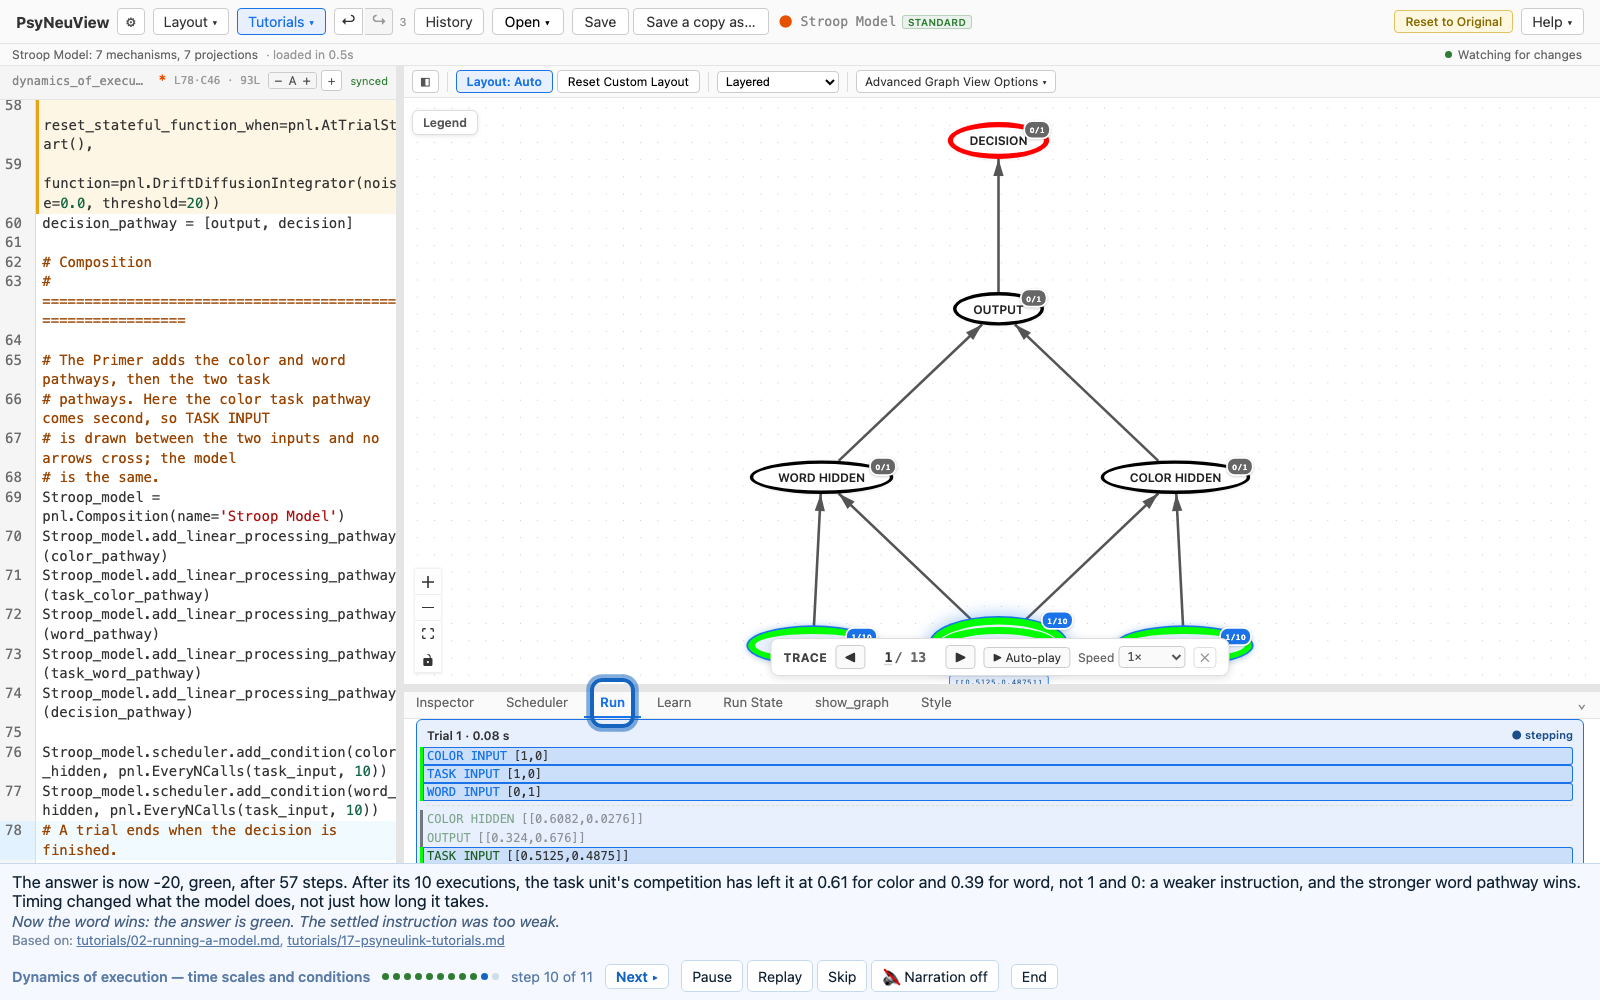 PsyNeuView
Layout ▾
Tutorials ▾
3
History
Open ▾
Save
Save a copy as...
Stroop Model
STANDARD
Reset to Original
Help ▾
Stroop Model: 7 mechanisms, 7 projections · loaded in 0.5s
Watching for changes
dynamics_of_execu... * L78·C46 · 93L − A + + synced
58
reset_stateful_function_when=pnl.AtTrialSt
art(),
59
function=pnl.DriftDiffusionIntegrator(nois
e=0.0, threshold=20))
60 decision_pathway = [output, decision]
61
62 # Composition
63 #
==========================================
=================
64
65 # The Primer adds the color and word
pathways, then the two task
66 # pathways. Here the color task pathway
comes second, so TASK INPUT
67 # is drawn between the two inputs and no
arrows cross; the model
68 # is the same.
69 Stroop_model =
pnl.Composition(name='Stroop Model')
70 Stroop_model.add_linear_processing_pathway
(color_pathway)
71 Stroop_model.add_linear_processing_pathway
(task_color_pathway)
72 Stroop_model.add_linear_processing_pathway
(word_pathway)
73 Stroop_model.add_linear_processing_pathway
(task_word_pathway)
74 Stroop_model.add_linear_processing_pathway
(decision_pathway)
75
76 Stroop_model.scheduler.add_condition(color
_hidden, pnl.EveryNCalls(task_input, 10))
77 Stroop_model.scheduler.add_condition(word_
hidden, pnl.EveryNCalls(task_input, 10))
78 # A trial ends when the decision is
finished.
Layout: Auto
Reset Custom Layout
Layered
Advanced Graph View Options ▾
Legend
DECISION 0/1
OUTPUT 0/1
WORD HIDDEN 0/1
COLOR HIDDEN 0/1
1/10
1/10
1/10
TRACE ◀ 1 / 13 ▶ ▶ Auto-play Speed 1× ×
[[0.5125,0.4875]]
Inspector
Scheduler
Run
Learn
Run State
show_graph
Style
Trial 1 · 0.08 s
stepping
COLOR INPUT [1,0]
TASK INPUT [1,0]
WORD INPUT [0,1]
COLOR HIDDEN [[0.6082,0.0276]]
OUTPUT [[0.324,0.676]]
TASK INPUT [[0.5125,0.4875]]
The answer is now -20, green, after 57 steps. After its 10 executions, the task unit's competition has left it at 0.61 for color and 0.39 for word, not 1 and 0: a weaker instruction, and the stronger word pathway wins.
Timing changed what the model does, not just how long it takes.
Now the word wins: the answer is green. The settled instruction was too weak.
Based on: tutorials/02-running-a-model.md, tutorials/17-psyneulink-tutorials.md
Dynamics of execution — time scales and conditions
step 10 of 11
Next ▸
Pause
Replay
Skip
Narration off
End